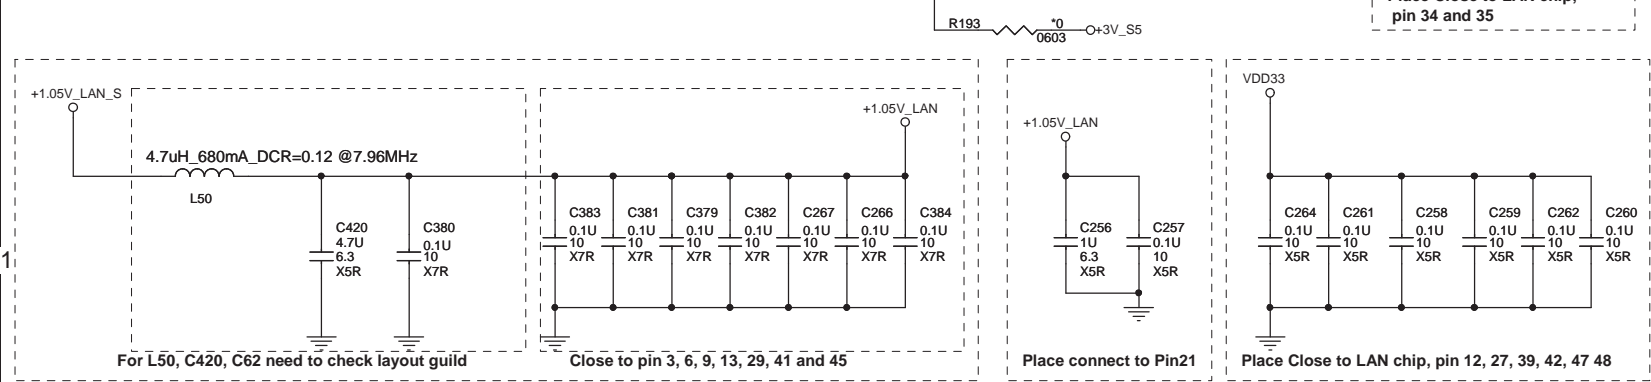 Place Close to LAN chip,
pin 34 and 35
R193
*0
0603
+3V_S5
+1.05V_LAN_S
4.7uH_680mA_DCR=0.12 @7.96MHz
L50
C420
4.7U
6.3
X5R
C380
0.1U
10
X7R
For L50, C420, C62 need to check layout guild
+1.05V_LAN
C383
0.1U
10
X7R
C381
0.1U
10
X7R
C379
0.1U
10
X7R
C382
0.1U
10
X7R
C267
0.1U
10
X7R
C266
0.1U
10
X7R
C384
0.1U
10
X7R
Close to pin 3, 6, 9, 13, 29, 41 and 45
+1.05V_LAN
C256
1U
6.3
X5R
C257
0.1U
10
X5R
Place connect to Pin21
VDD33
C264
0.1U
10
X5R
C261
0.1U
10
X5R
C258
0.1U
10
X5R
C259
0.1U
10
X5R
C262
0.1U
10
X5R
C260
0.1U
10
X5R
Place Close to LAN chip, pin 12, 27, 39, 42, 47 48
1